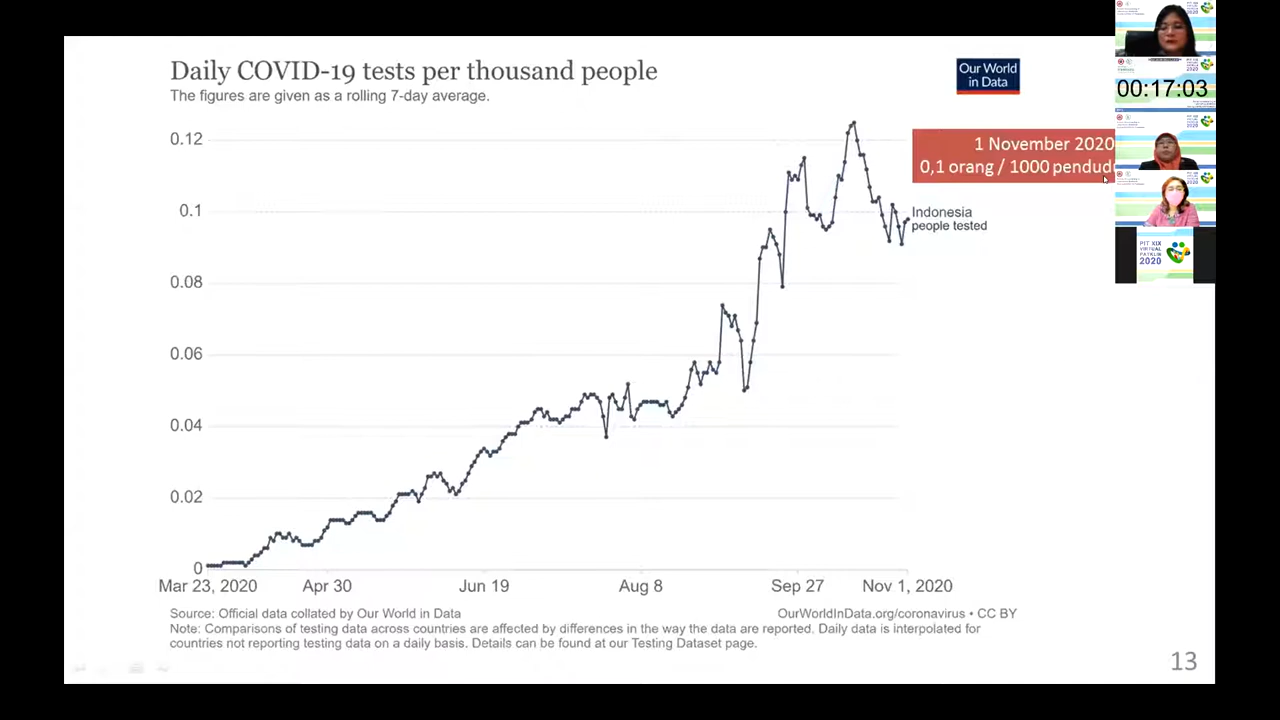 Daily COVID-19 tests per thousand people
The figures are given as a rolling 7-day average.
Our World
in Data
00:17:03
1 November 2020
0,1 orang / 1000
Indonesia
people tested
0.12
0.1
0.08
0.06
0.04
0.02
0
Mar 23, 2020
Apr 30
Jun 19
Aug 8
Sep 27
Nov 1, 2020
Source: Official data collated by Our World in Data
OurWorldInData.org/coronavirus • CC BY
Note: Comparisons of testing data across countries are affected by differences in the way the data are reported. Daily data is interpolated for
countries not reporting testing data on a daily basis. Details can be found at our Testing Dataset page.
13
PIT XIX
VIRTUAL
PATKLIN
2020